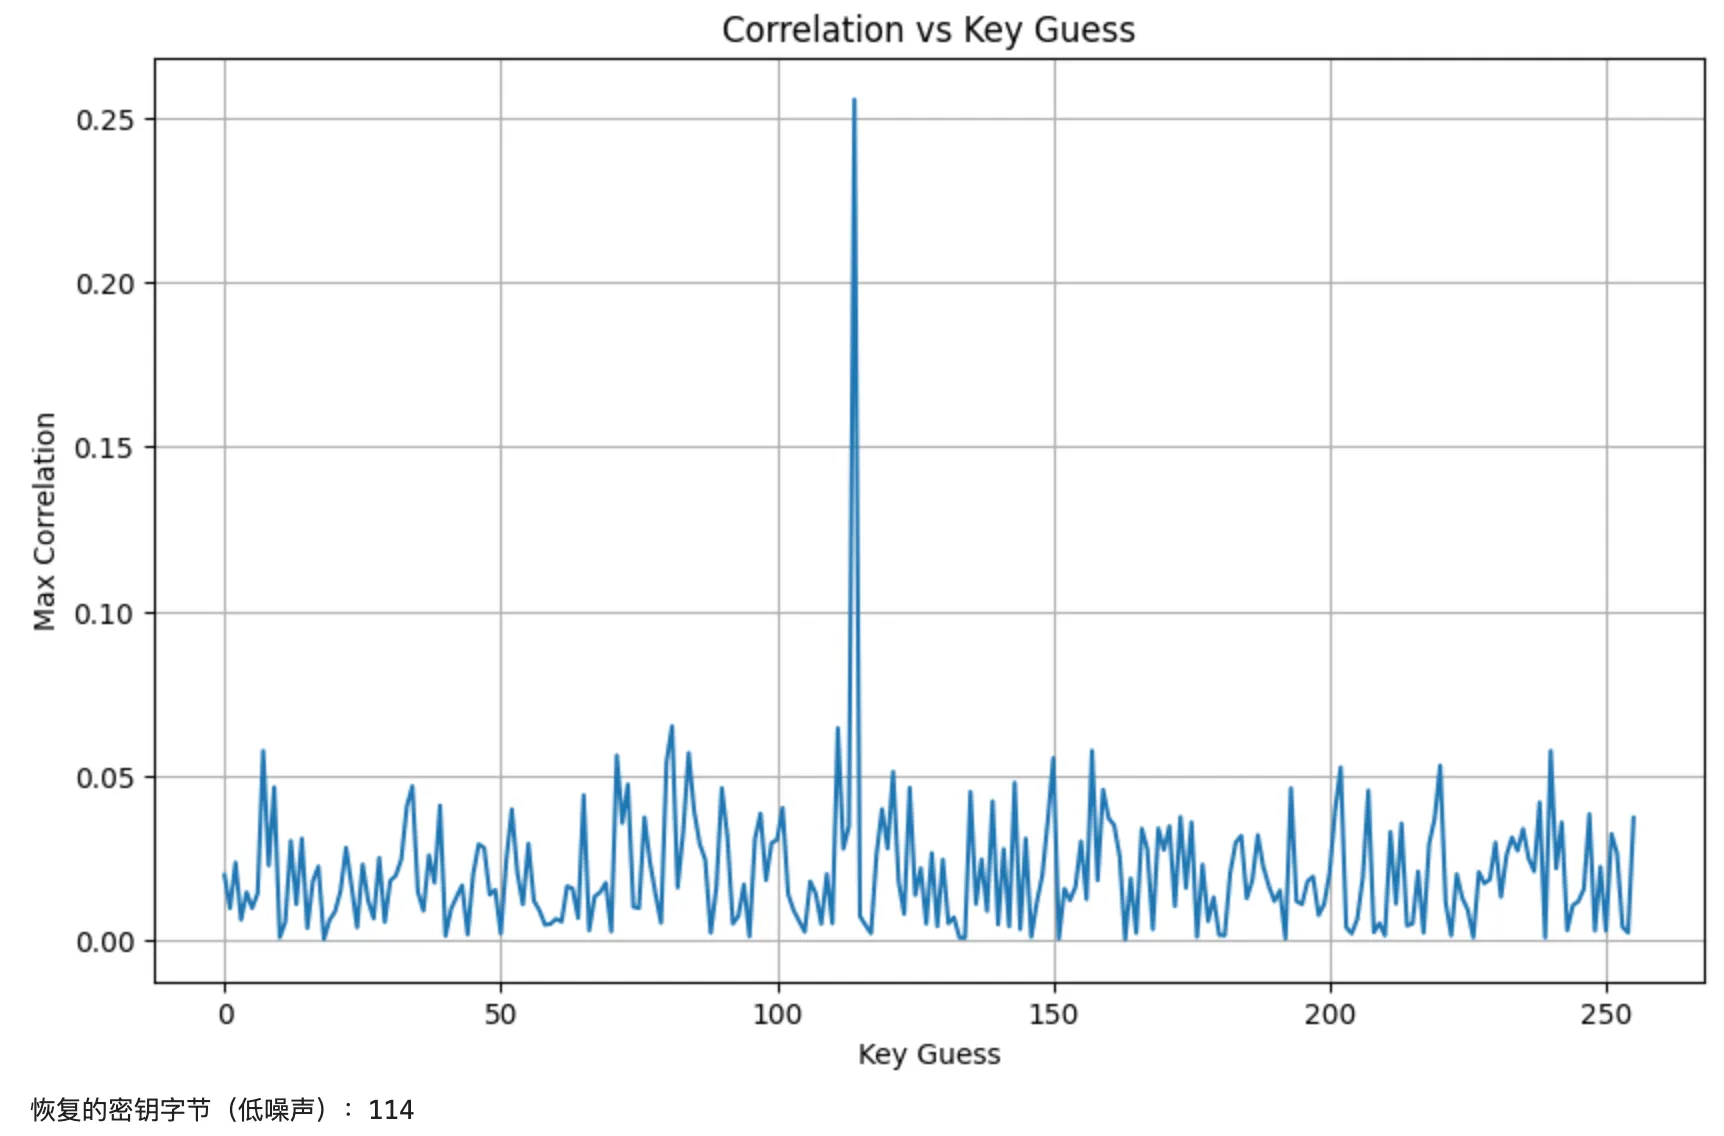 Correlation vs Key Guess
0.25
0.20
0.15
0.10
0.05
0.00
Max Correlation
0 50 100 150 200 250
Key Guess
恢复的密钥字节（低噪声）：114